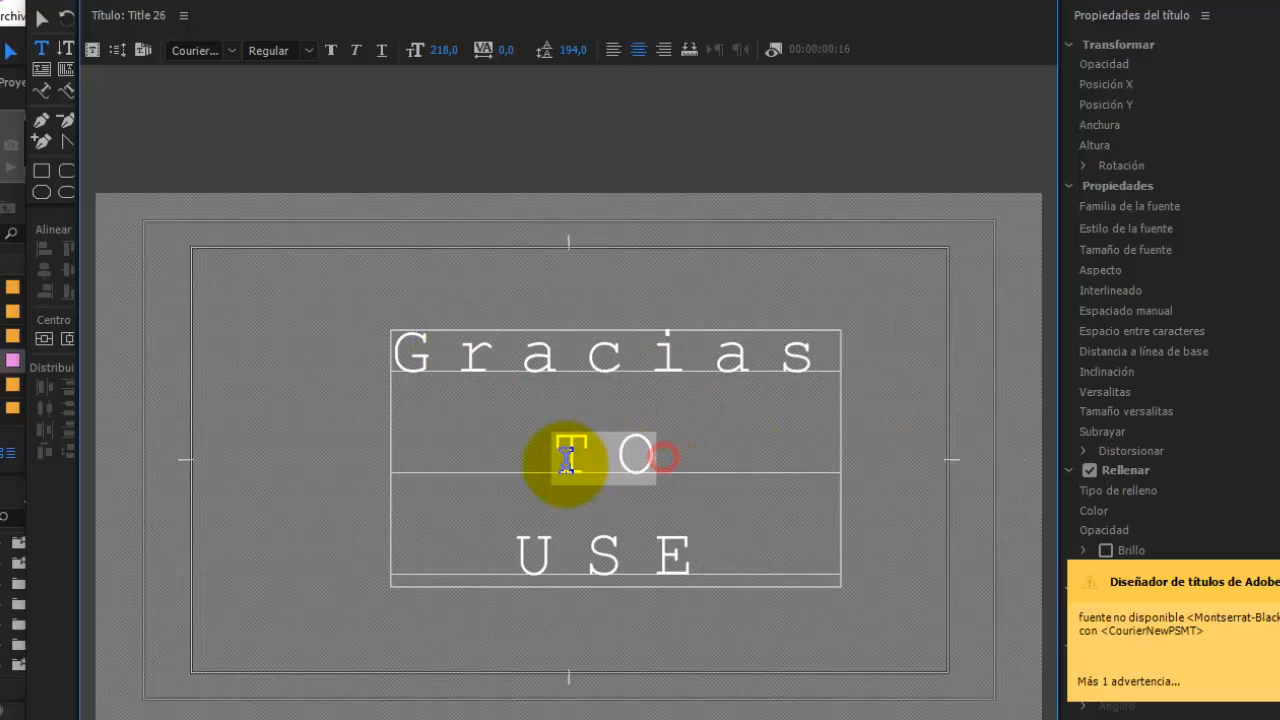 archiv
Título: Title 26
Propiedades del título
Transformar
Courier...
Regular
218,0
VA
0,0
194,0
00:00:00:16
Opacidad
Proye
Posición X
Posición Y
Anchura
Altura
Rotación
Propiedades
Familia de la fuente
Alinear
Estilo de la fuente
Tamaño de fuente
Aspecto
Interlineado
Espaciado manual
Centro
Espacio entre caracteres
Gracias
Distancia a línea de base
Distribui
Inclinación
Versalitas
Tamaño versalitas
Subrayar
TO
Distorsionar
Rellenar
Tipo de relleno
Color
Opacidad
USE
Brillo
Diseñador de títulos de Adobe
fuente no disponible <Montserrat-Black
con <CourierNewPSMT>
Más 1 advertencia...
Ángulo